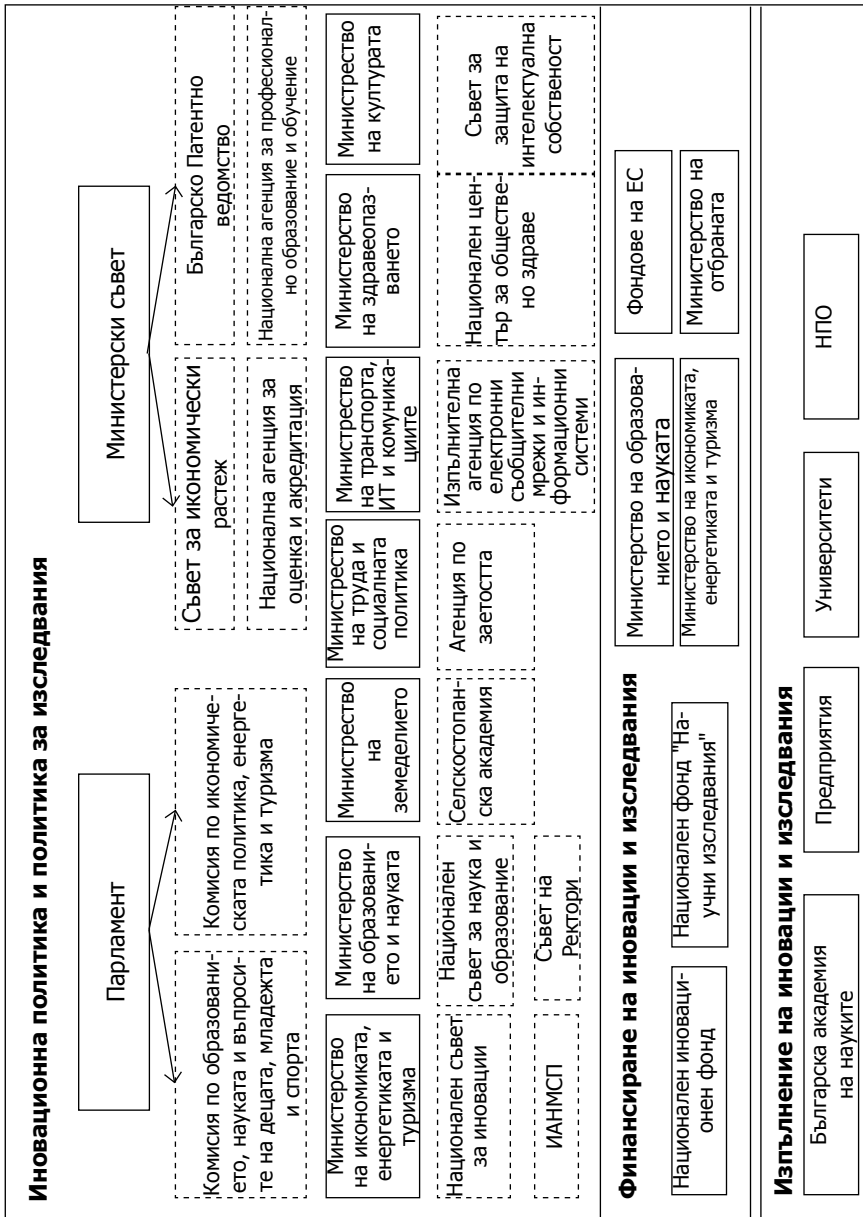 Иновационна политика и политика за изследвания
Парламент
Министерски съвет
Комисия по образовани-
ето, науката и въпроси-
те на децата, младежта
и спорта
Комисия по икономиче-
ската политика, енерге-
тика и туризма
Съвет за икономически
растеж
Българско Патентно
ведомство
Национална агенция за
оценка и акредитация
Национална агенция за професионал-
но образование и обучение
Министерство
на икономиката,
енергетиката и
туризма
Министерство
на образовани-
ето и науката
Министрество
на
земеделието
Министрество
на труда и
социалната
политика
Министрество
на транспорта,
ИТ и комуника-
циите
Министерство
на здравеопаз-
ването
Министрество
на културата
Национален съвет
за иновации
Национален
съвет за наука и
образование
Селскостопан-
ска академия
Агенция по
заетостта
Изпълнителна
агенция по
електронни
съобщителни
мрежи и ин-
формационни
системи
Национален цен-
тър за обществе-
но здраве
Съвет за
защита на
интелектуална
собственост
ИАНМСП
Съвет на
Ректори
Финансиране на иновации и изследвания
Национален иноваци-
онен фонд
Национален фонд "На-
учни изследвания"
Министерство на образова-
нието и науката
Фондове на ЕС
Министерство на икономиката,
енергетиката и туризма
Министерство на
отбраната
Изпълнение на иновации и изследвания
Българска академия
на науките
Предприятия
Университети
НПО